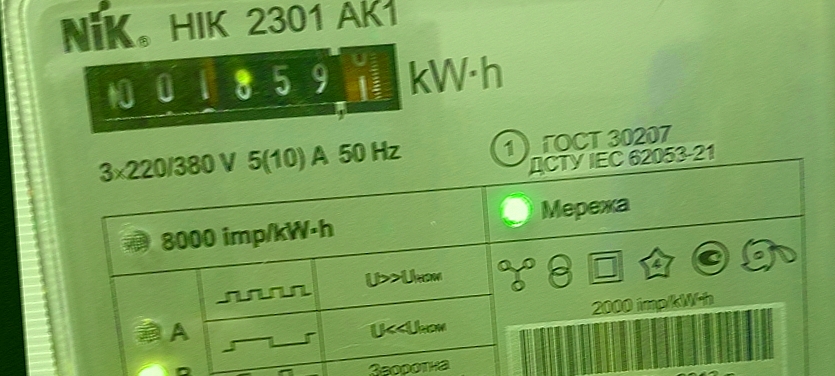 NiK® НІК 2301 АК1
001859 kW·h
3×220/380 V 5(10) A 50 Hz
1 ГОСТ 30207
ДСТУ IEC 62053-21
8000 imp/kW·h
Мережа
U>>Uном
A
U<<Uном
2000 imp/kW·h
B
Зворотна